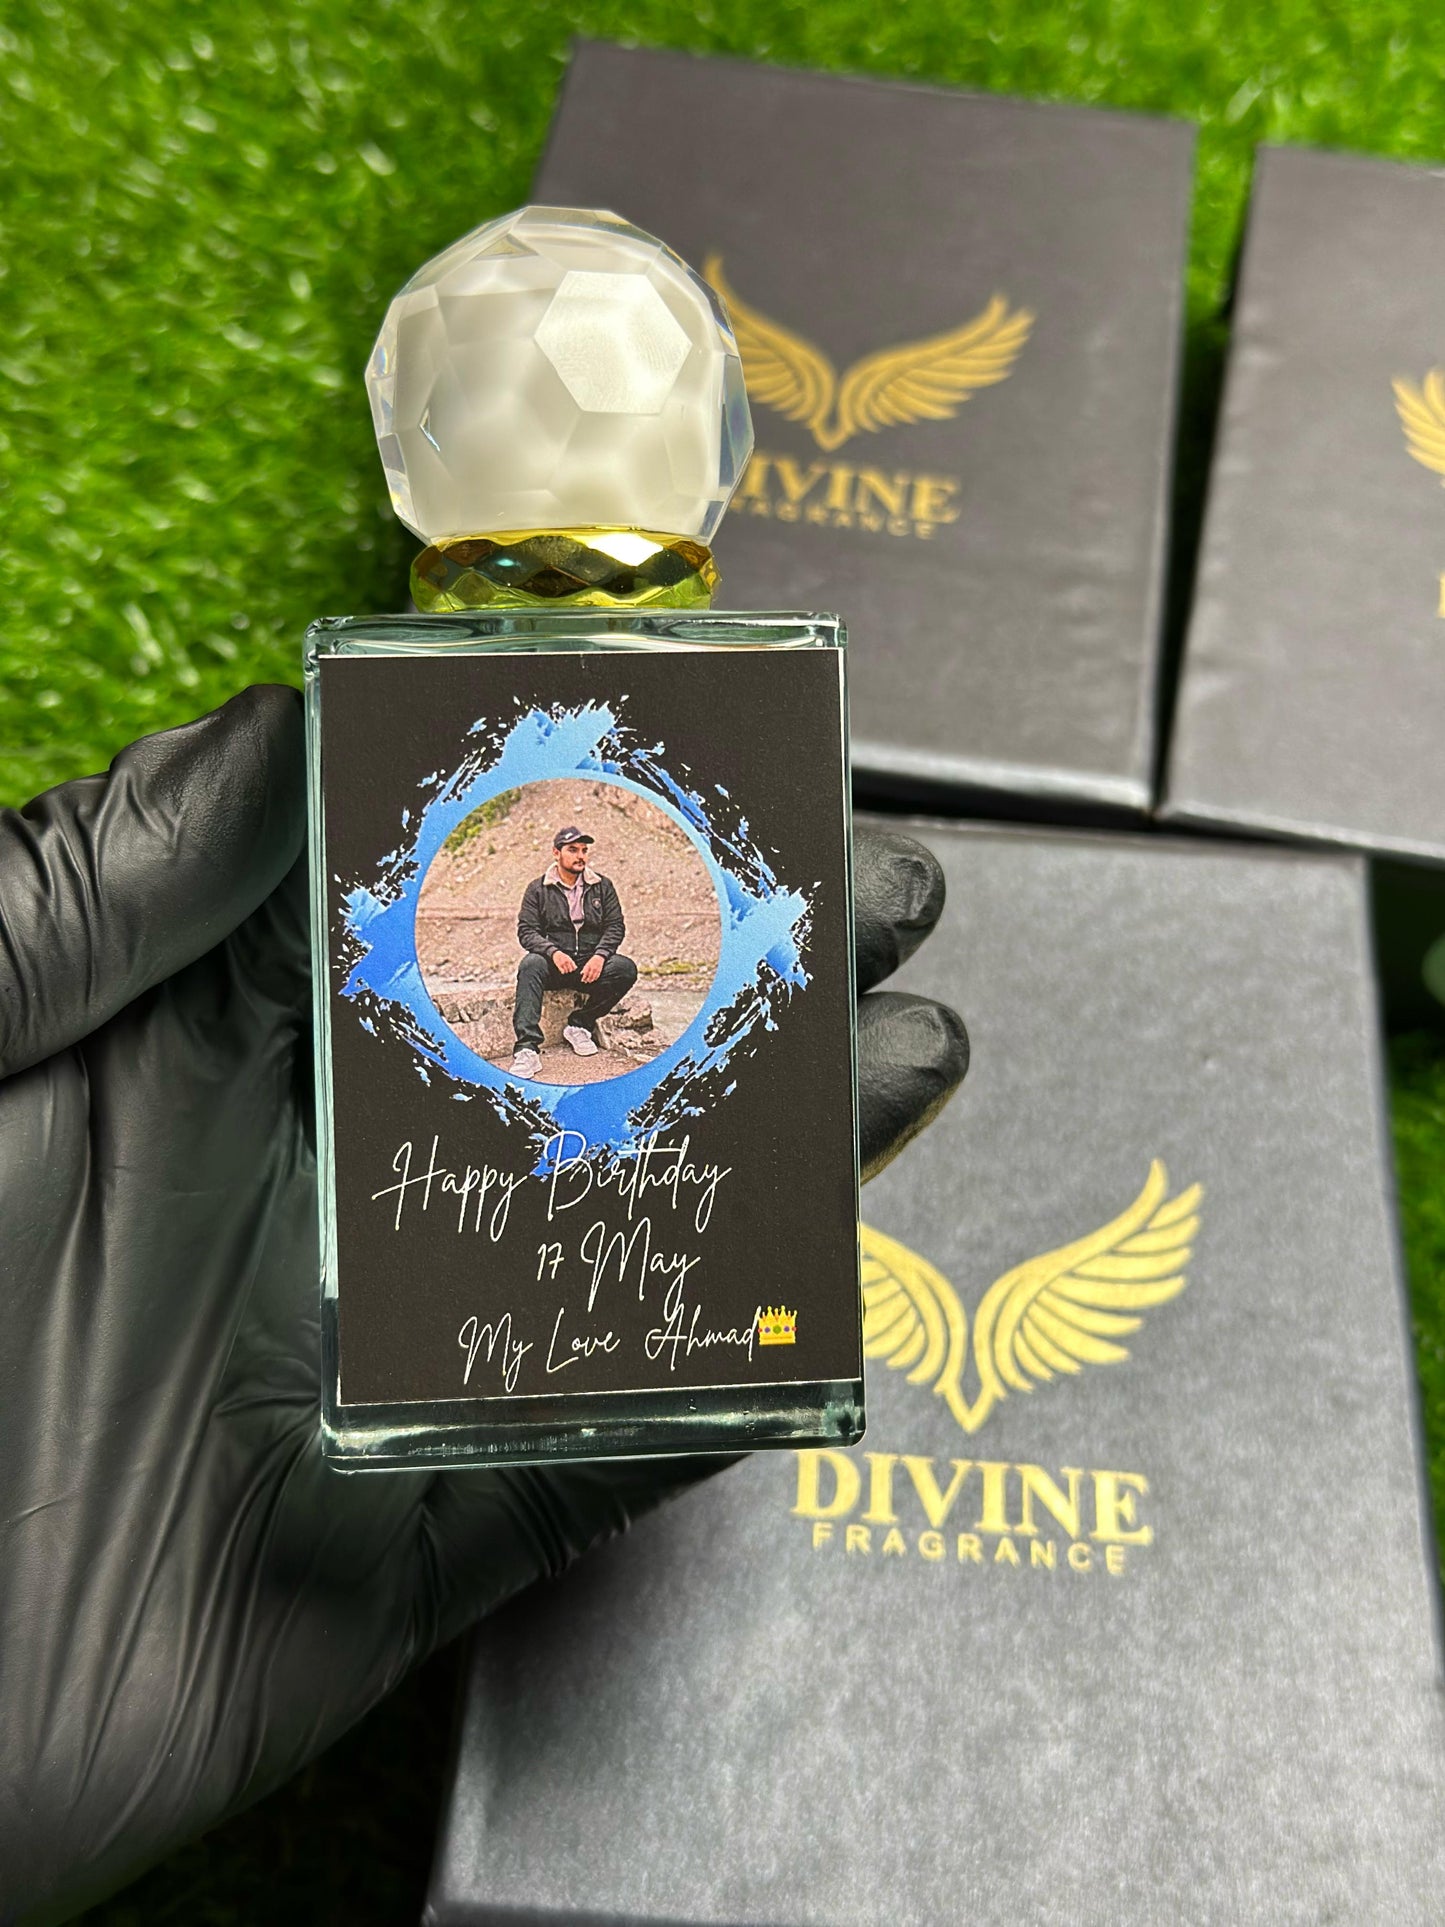 DIVINE
FRAGRANCE
Happy Birthday
17 May
My Love Ahmad👑
DIVINE
FRAGRANCE